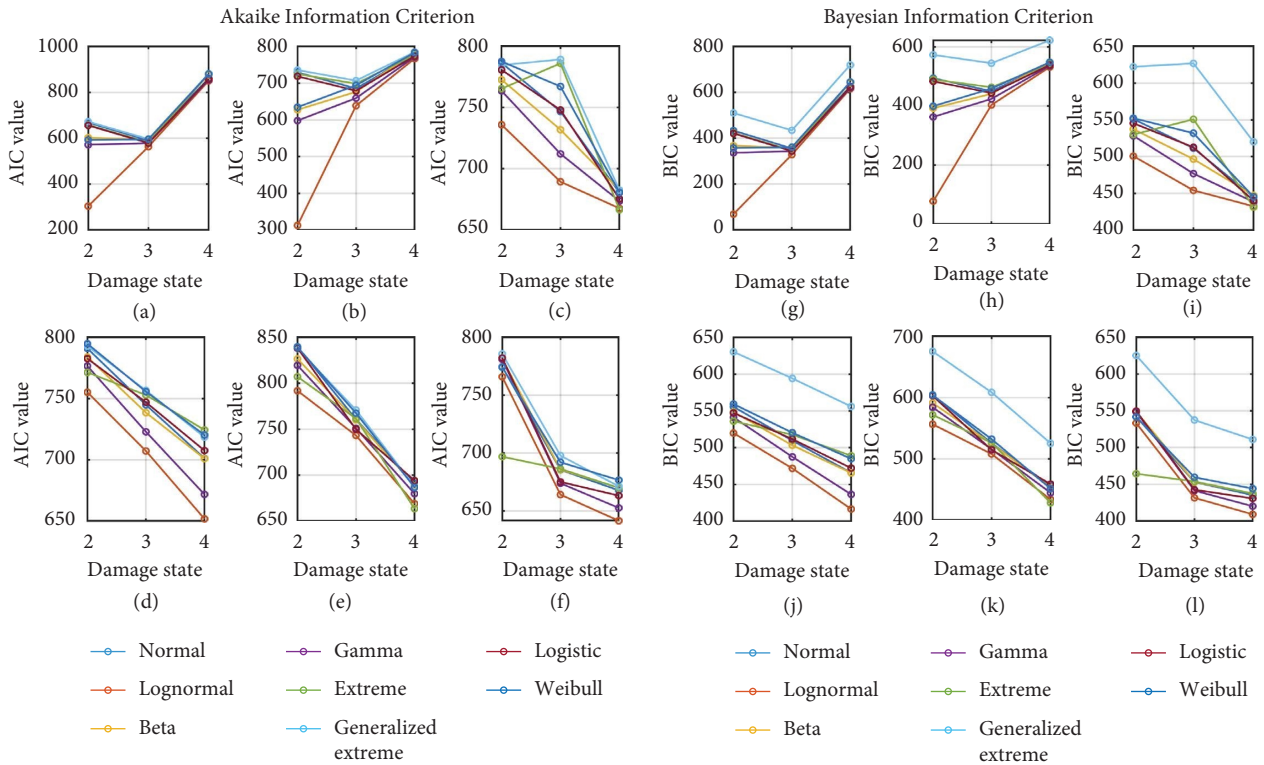 Akaike Information Criterion
Bayesian Information Criterion
1000
800
600
400
200
AIC value
2 3 4
Damage state
(a)
800
700
600
500
400
300
AIC value
2 3 4
Damage state
(b)
800
750
700
650
AIC value
2 3 4
Damage state
(c)
800
600
400
200
0
BIC value
2 3 4
Damage state
(g)
600
400
200
0
BIC value
2 3 4
Damage state
(h)
650
600
550
500
450
400
BIC value
2 3 4
Damage state
(i)
800
750
700
650
AIC value
2 3 4
Damage state
(d)
850
800
750
700
650
AIC value
2 3 4
Damage state
(e)
800
750
700
650
AIC value
2 3 4
Damage state
(f)
650
600
550
500
450
400
BIC value
2 3 4
Damage state
(j)
700
600
500
400
BIC value
2 3 4
Damage state
(k)
650
600
550
500
450
400
BIC value
2 3 4
Damage state
(l)
Normal
Lognormal
Beta
Gamma
Extreme
Generalized
extreme
Logistic
Weibull
Normal
Lognormal
Beta
Gamma
Extreme
Generalized
extreme
Logistic
Weibull